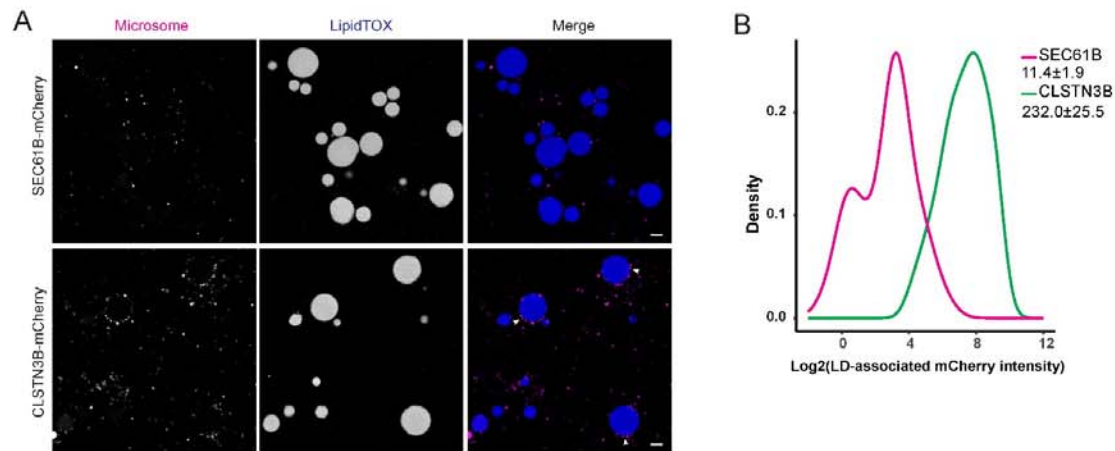 A
Microscome
LipidTOX
Merge
SEC61B-mCherry
CLSTN3B-mCherry
B
SEC61B
11.4±1.9
CLSTN3B
232.0±25.5
Density
0.2
0.1
0.0
0
4
8
12
Log2(LD-associated mCherry intensity)